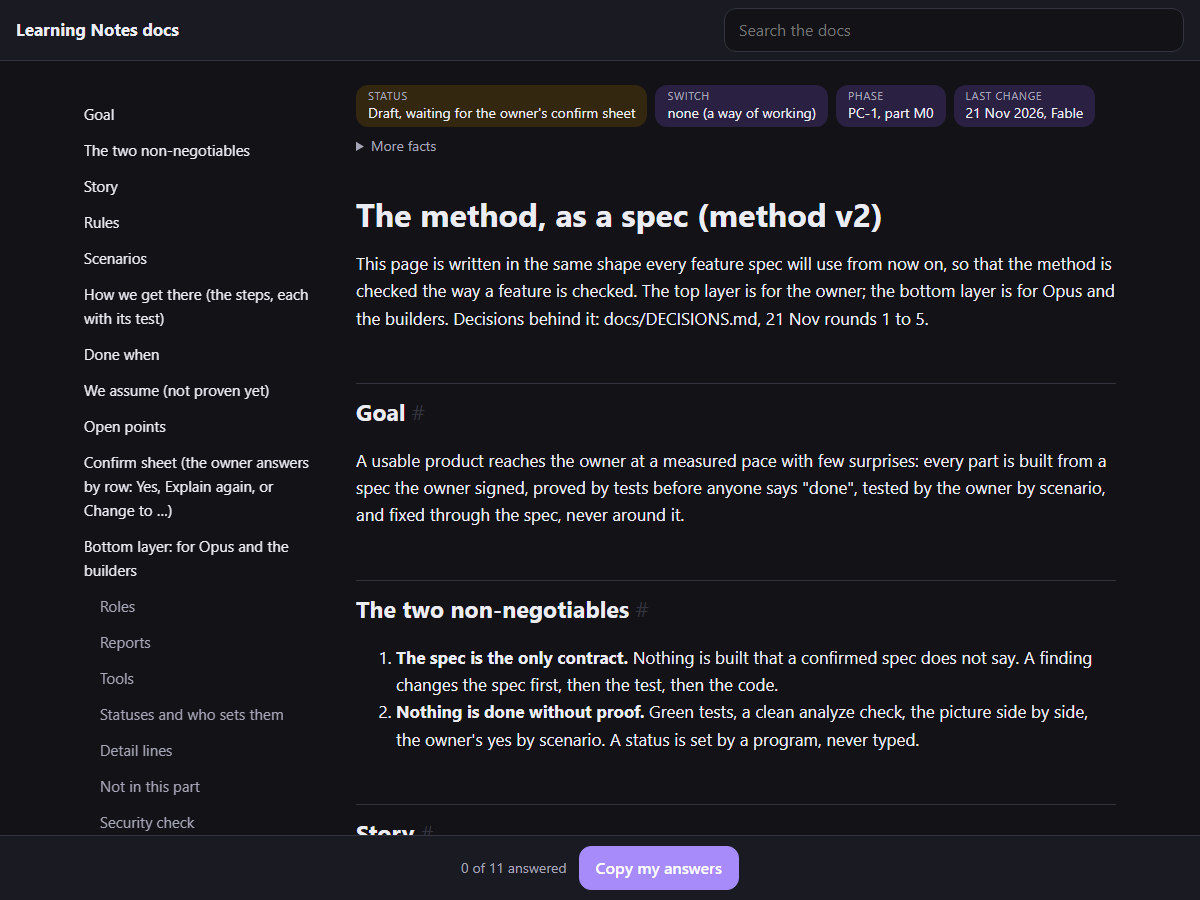 Learning Notes docs
Search the docs
Goal
The two non-negotiables
Story
Rules
Scenarios
How we get there (the steps, each
with its test)
Done when
We assume (not proven yet)
Open points
Confirm sheet (the owner answers
by row: Yes, Explain again, or
Change to ...)
Bottom layer: for Opus and the
builders
Roles
Reports
Tools
Statuses and who sets them
Detail lines
Not in this part
Security check
STATUS
Draft, waiting for the owner's confirm sheet
SWITCH
none (a way of working)
PHASE
PC-1, part M0
LAST CHANGE
21 Nov 2026, Fable
More facts
The method, as a spec (method v2)
This page is written in the same shape every feature spec will use from now on, so that the method is
checked the way a feature is checked. The top layer is for the owner; the bottom layer is for Opus and
the builders. Decisions behind it: docs/DECISIONS.md, 21 Nov rounds 1 to 5.
Goal #
A usable product reaches the owner at a measured pace with few surprises: every part is built from a
spec the owner signed, proved by tests before anyone says "done", tested by the owner by scenario,
and fixed through the spec, never around it.
The two non-negotiables #
1. The spec is the only contract. Nothing is built that a confirmed spec does not say. A finding
changes the spec first, then the test, then the code.
2. Nothing is done without proof. Green tests, a clean analyze check, the picture side by side,
the owner's yes by scenario. A status is set by a program, never typed.
Story #
0 of 11 answered
Copy my answers